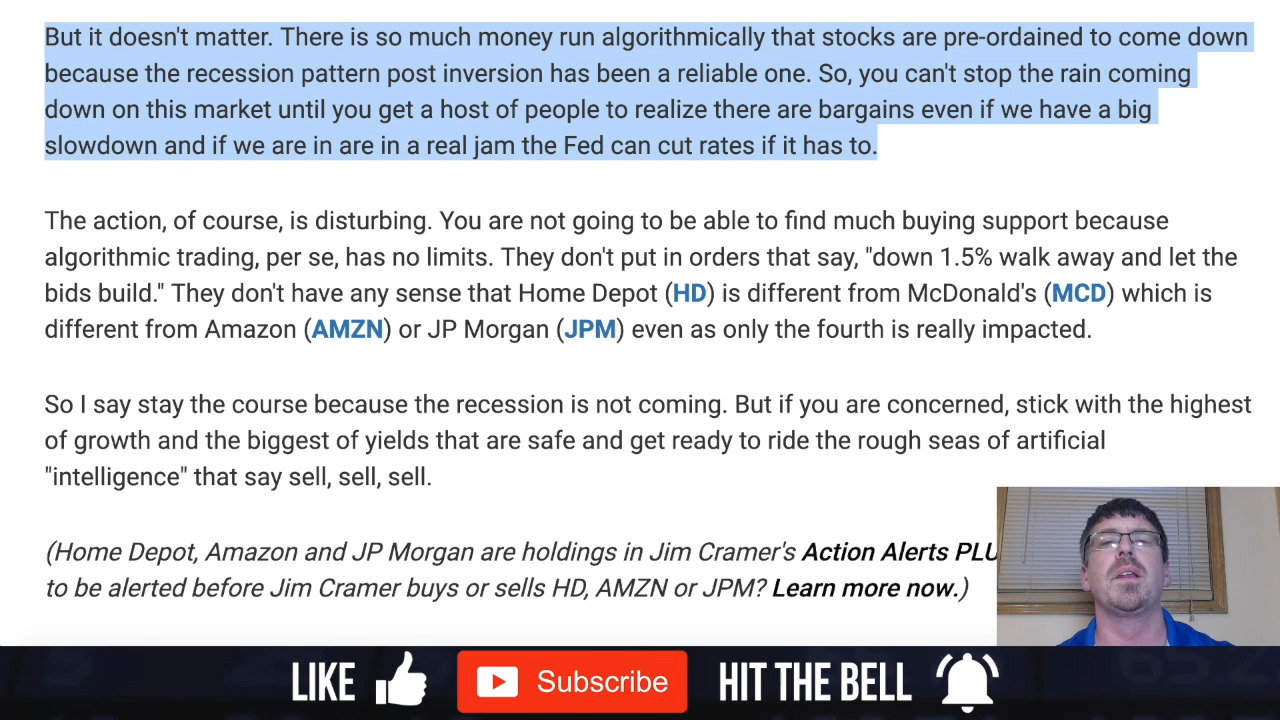 But it doesn't matter. There is so much money run algorithmically that stocks are pre-ordained to come down
because the recession pattern post inversion has been a reliable one. So, you can't stop the rain coming
down on this market until you get a host of people to realize there are bargains even if we have a big
slowdown and if we are in are in a real jam the Fed can cut rates if it has to.
The action, of course, is disturbing. You are not going to be able to find much buying support because
algorithmic trading, per se, has no limits. They don't put in orders that say, "down 1.5% walk away and let the
bids build." They don't have any sense that Home Depot (HD) is different from McDonald's (MCD) which is
different from Amazon (AMZN) or JP Morgan (JPM) even as only the fourth is really impacted.
So I say stay the course because the recession is not coming. But if you are concerned, stick with the highest
of growth and the biggest of yields that are safe and get ready to ride the rough seas of artificial
"intelligence" that say sell, sell, sell.
(Home Depot, Amazon and JP Morgan are holdings in Jim Cramer's Action Alerts PLU
to be alerted before Jim Cramer buys or sells HD, AMZN or JPM? Learn more now.)
LIKE Subscribe HIT THE BELL